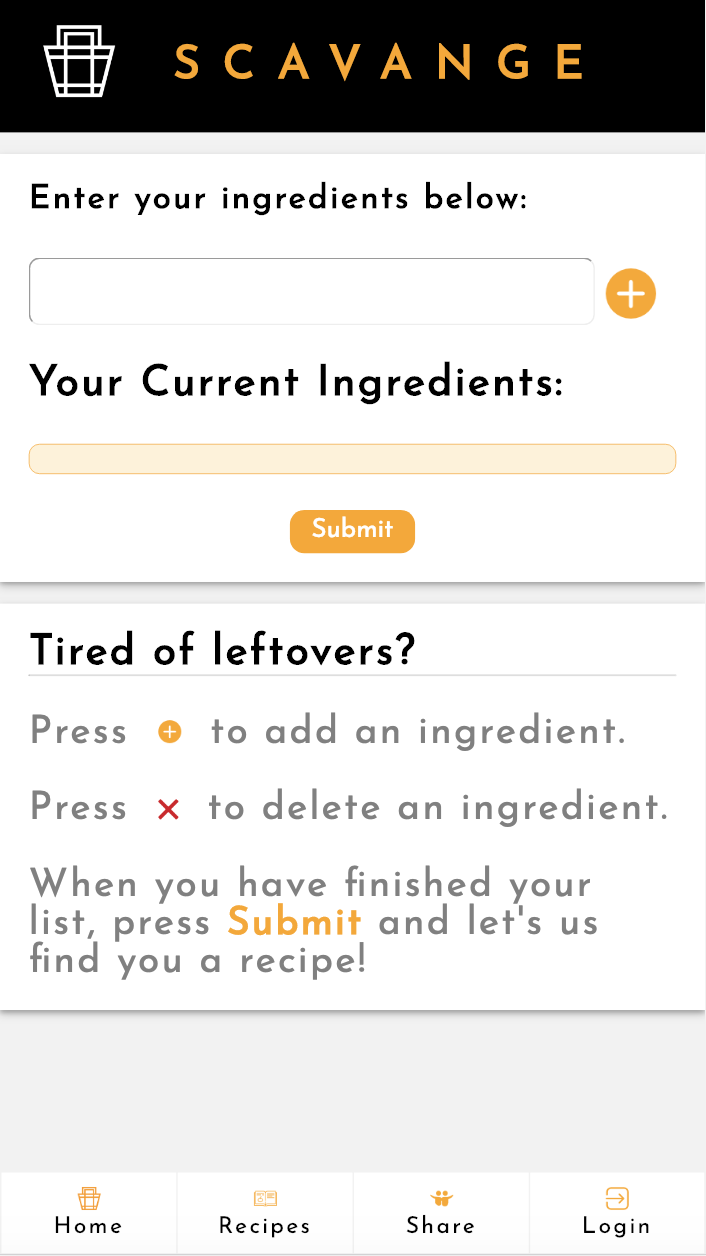 SCAVANGE
Enter your ingredients below:
Your Current Ingredients:
Submit
Tired of leftovers?
Press to add an ingredient.
Press to delete an ingredient.
When you have finished your
list, press Submit and let's us
find you a recipe!
Home Recipes Share Login